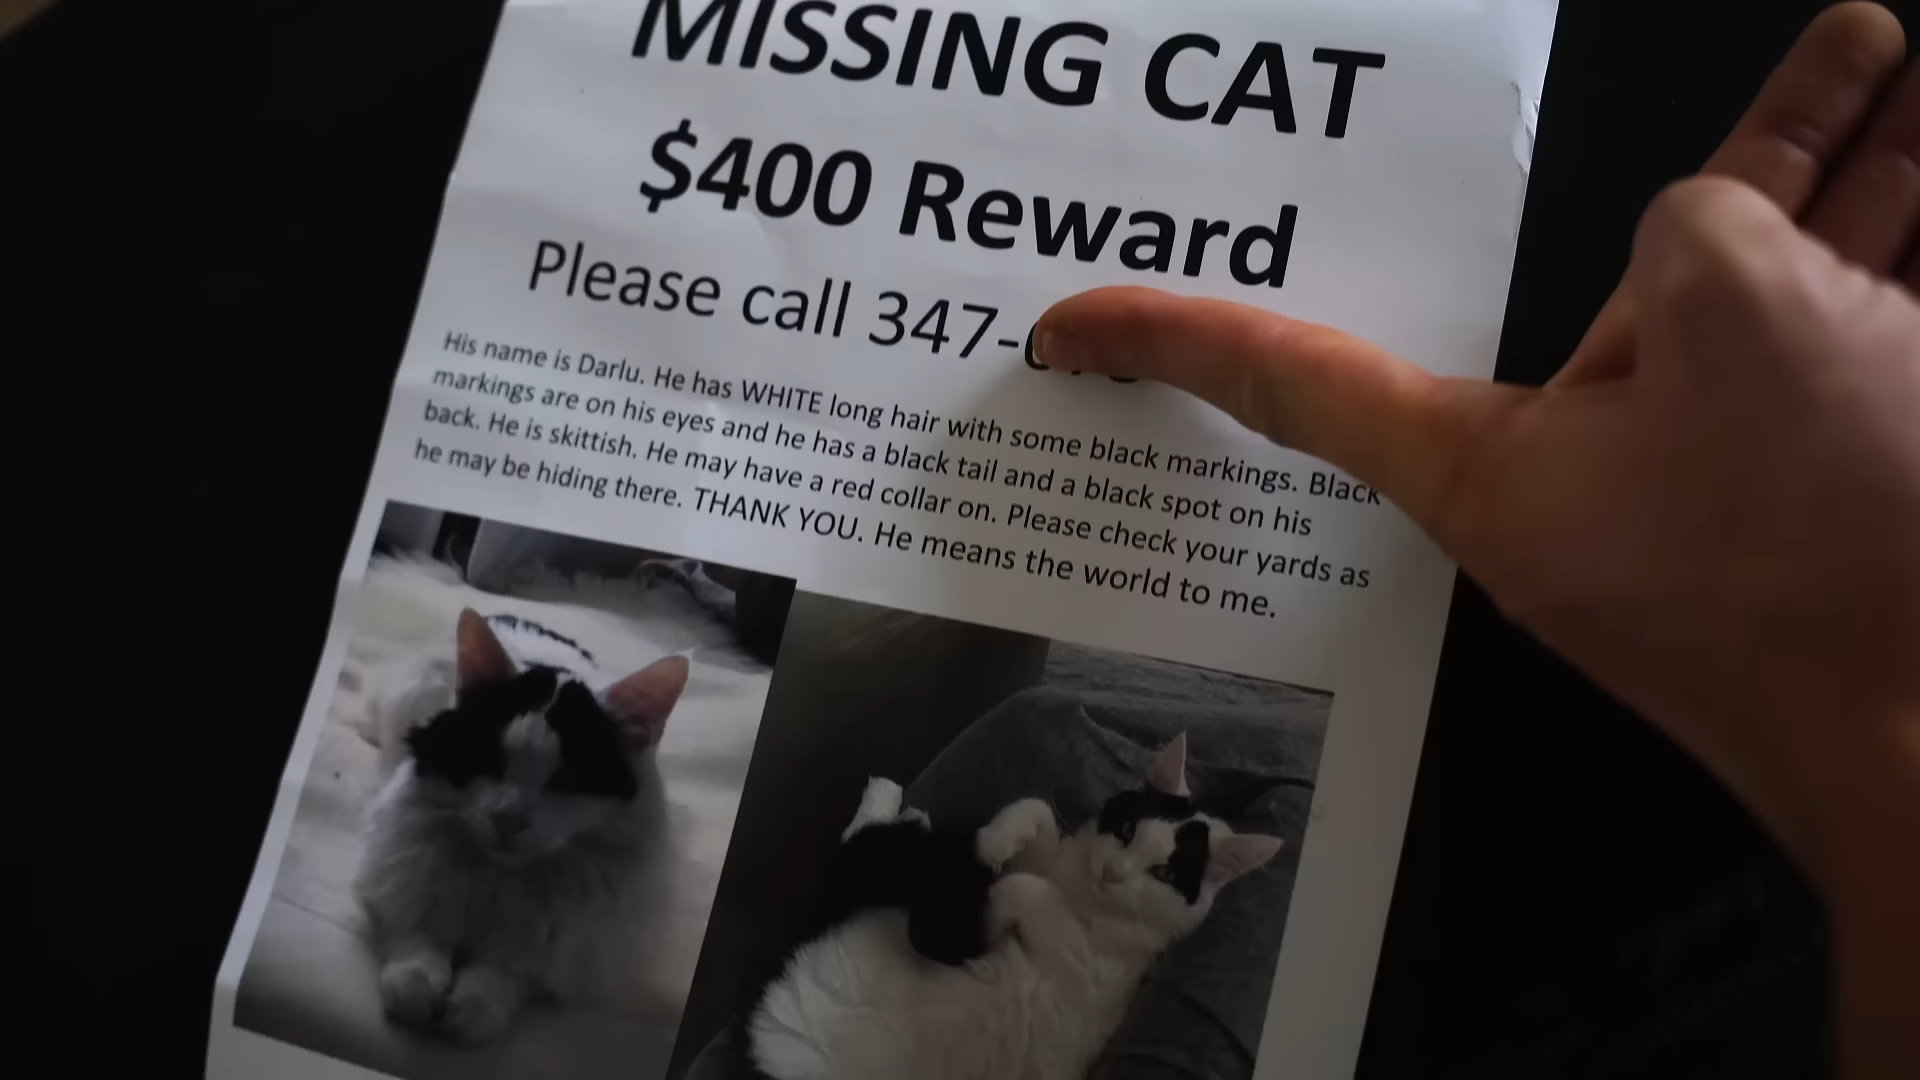 MISSING CAT
$400 Reward
Please call 347-
His name is Darlu. He has WHITE long hair with some black markings. Black
markings are on his eyes and he has a black tail and a black spot on his
back. He is skittish. He may have a red collar on. Please check your yards as
he may be hiding there. THANK YOU. He means the world to me.